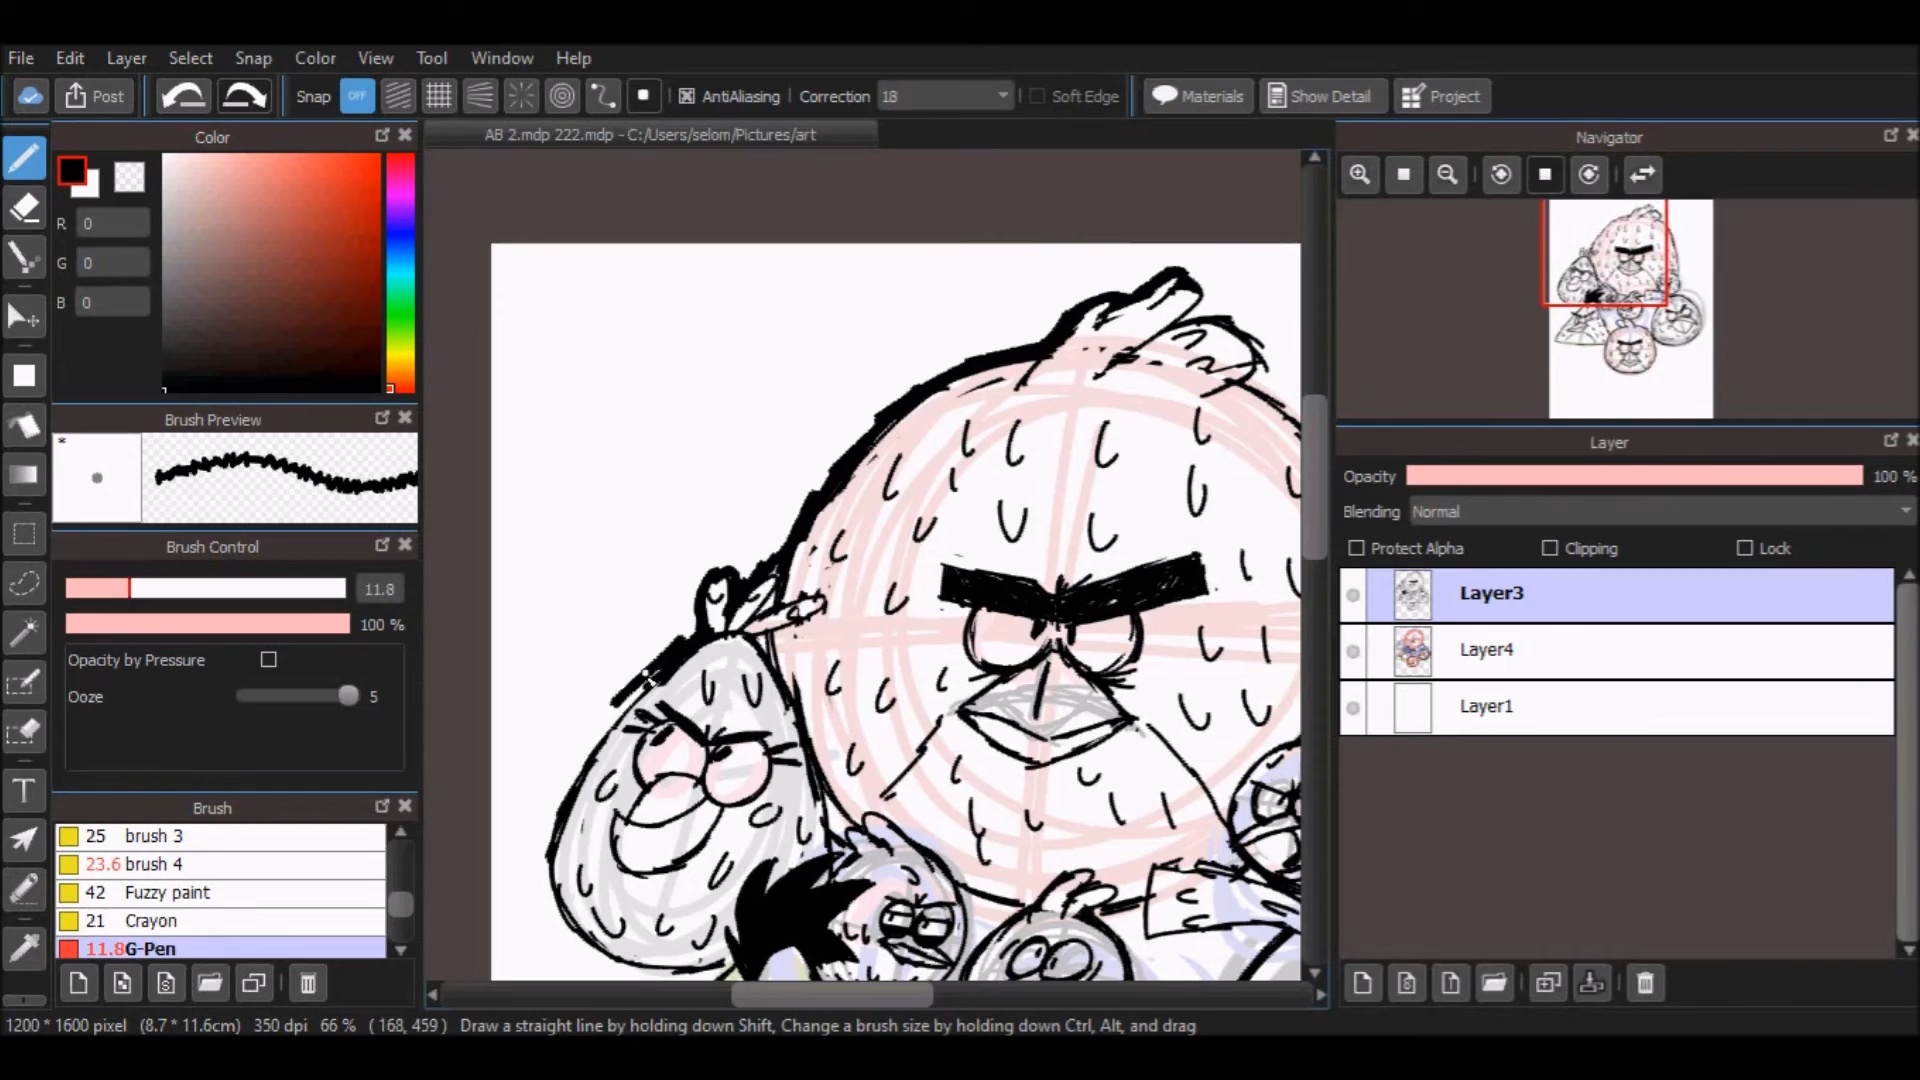 File Edit Layer Select Snap Color View Tool Window Help
Post Snap OFF AntiAliasing Correction 18 Soft Edge Materials Show Detail Project
Color
R 0
G 0
B 0
Brush Preview
*
Brush Control
11.8
100 %
Opacity by Pressure
Ooze 5
Brush
25 brush 3
23.6 brush 4
42 Fuzzy paint
21 Crayon
11.8 G-Pen
AB 2.mdp 222.mdp - C:/Users/selom/Pictures/art
Navigator
Layer
Opacity 100 %
Blending Normal
Protect Alpha Clipping Lock
Layer3
Layer4
Layer1
T
1200 * 1600 pixel (8.7 * 11.6cm) 350 dpi 66 % ( 168, 459 ) Draw a straight line by holding down Shift, Change a brush size by holding down Ctrl, Alt, and drag